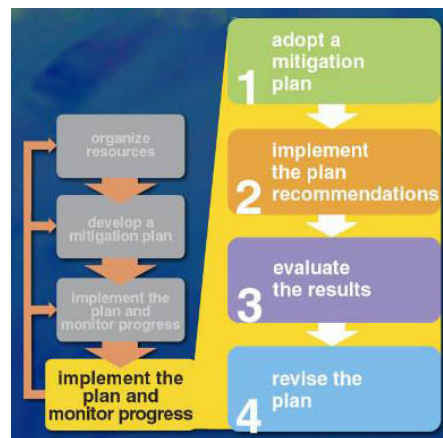 organize
resources
develop a
mitigation plan
implement the
plan and
monitor progress
implement the
plan and
monitor progress
1
adopt a
mitigation
plan
2
implement
the plan
recommendations
3
evaluate
the results
4
revise the
plan